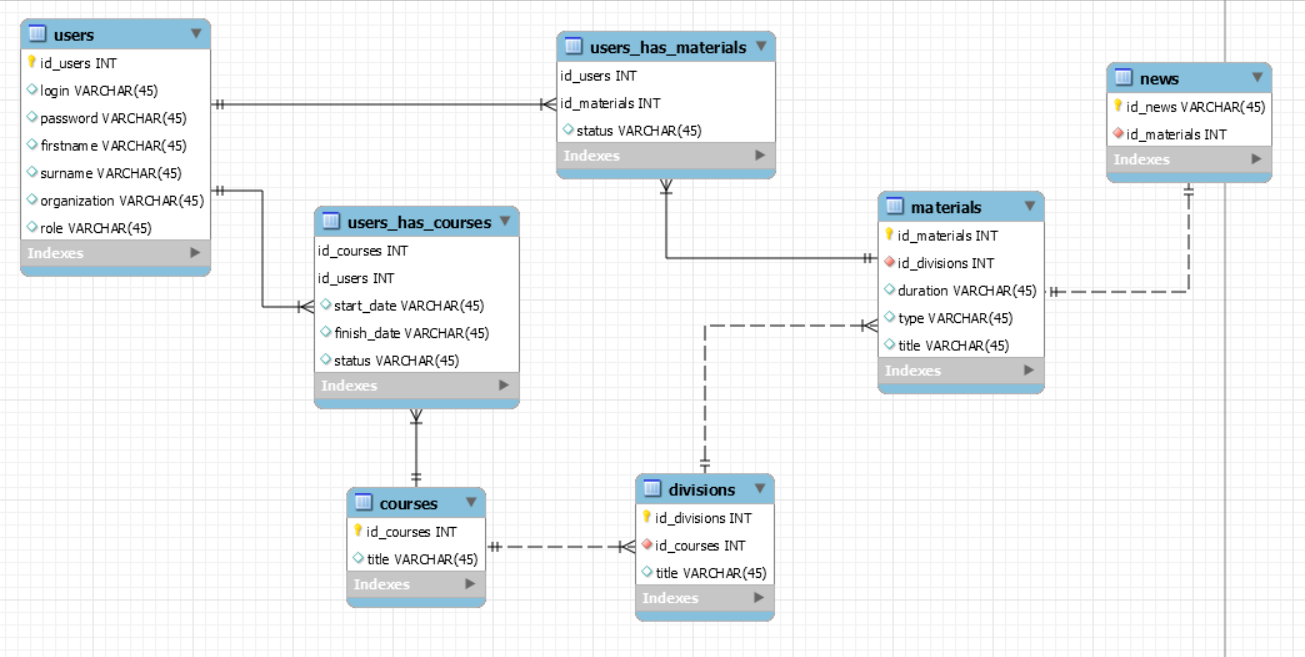 users
id_users INT
login VARCHAR(45)
password VARCHAR(45)
firstname VARCHAR(45)
surname VARCHAR(45)
organization VARCHAR(45)
role VARCHAR(45)
Indexes
users_has_materials
id_users INT
id_materials INT
status VARCHAR(45)
Indexes
news
id_news VARCHAR(45)
id_materials INT
Indexes
users_has_courses
id_courses INT
id_users INT
start_date VARCHAR(45)
finish_date VARCHAR(45)
status VARCHAR(45)
Indexes
materials
id_materials INT
id_divisions INT
duration VARCHAR(45)
type VARCHAR(45)
title VARCHAR(45)
Indexes
courses
id_courses INT
title VARCHAR(45)
Indexes
divisions
id_divisions INT
id_courses INT
title VARCHAR(45)
Indexes